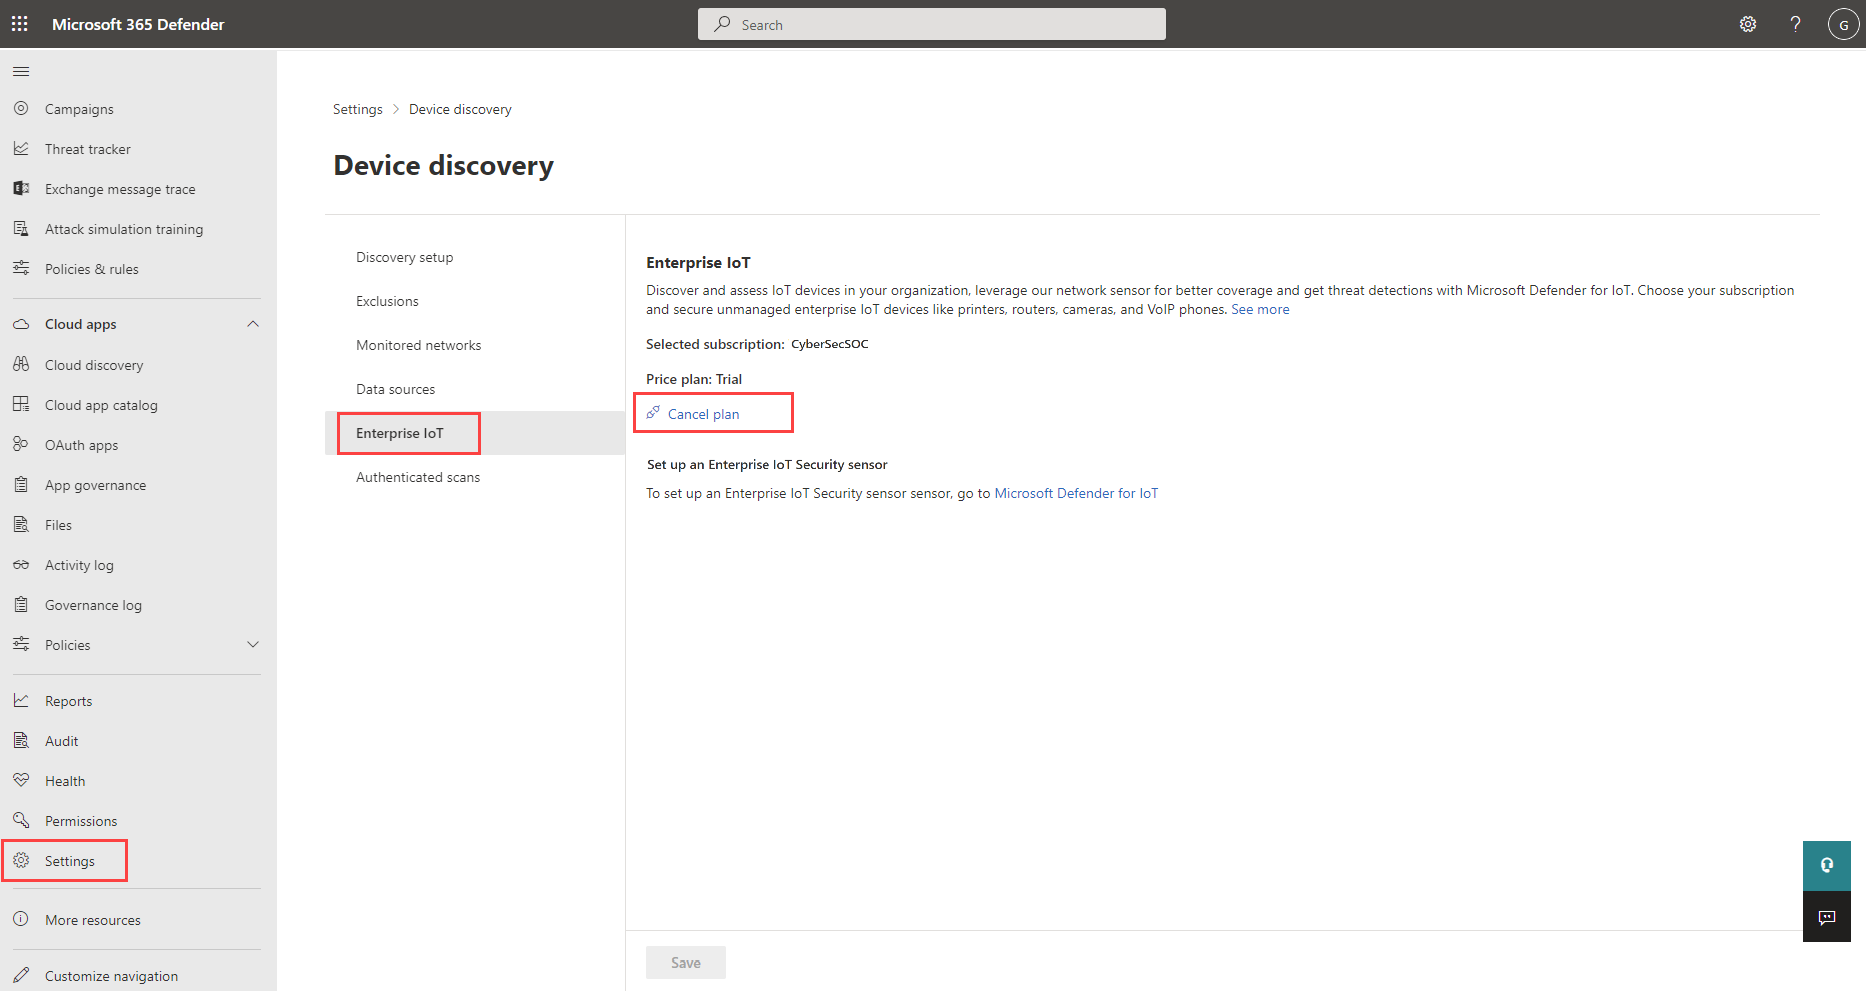 Microsoft 365 Defender
Search
G
Campaigns
Threat tracker
Exchange message trace
Attack simulation training
Policies & rules
Cloud apps
Cloud discovery
Cloud app catalog
OAuth apps
App governance
Files
Activity log
Governance log
Policies
Reports
Audit
Health
Permissions
Settings
More resources
Customize navigation
Settings > Device discovery
Device discovery
Discovery setup
Exclusions
Monitored networks
Data sources
Enterprise IoT
Authenticated scans
Enterprise IoT
Discover and assess IoT devices in your organization, leverage our network sensor for better coverage and get threat detections with Microsoft Defender for IoT. Choose your subscription
and secure unmanaged enterprise IoT devices like printers, routers, cameras, and VoIP phones. See more
Selected subscription: CyberSecSOC
Price plan: Trial
Cancel plan
Set up an Enterprise IoT Security sensor
To set up an Enterprise IoT Security sensor sensor, go to Microsoft Defender for IoT
Save